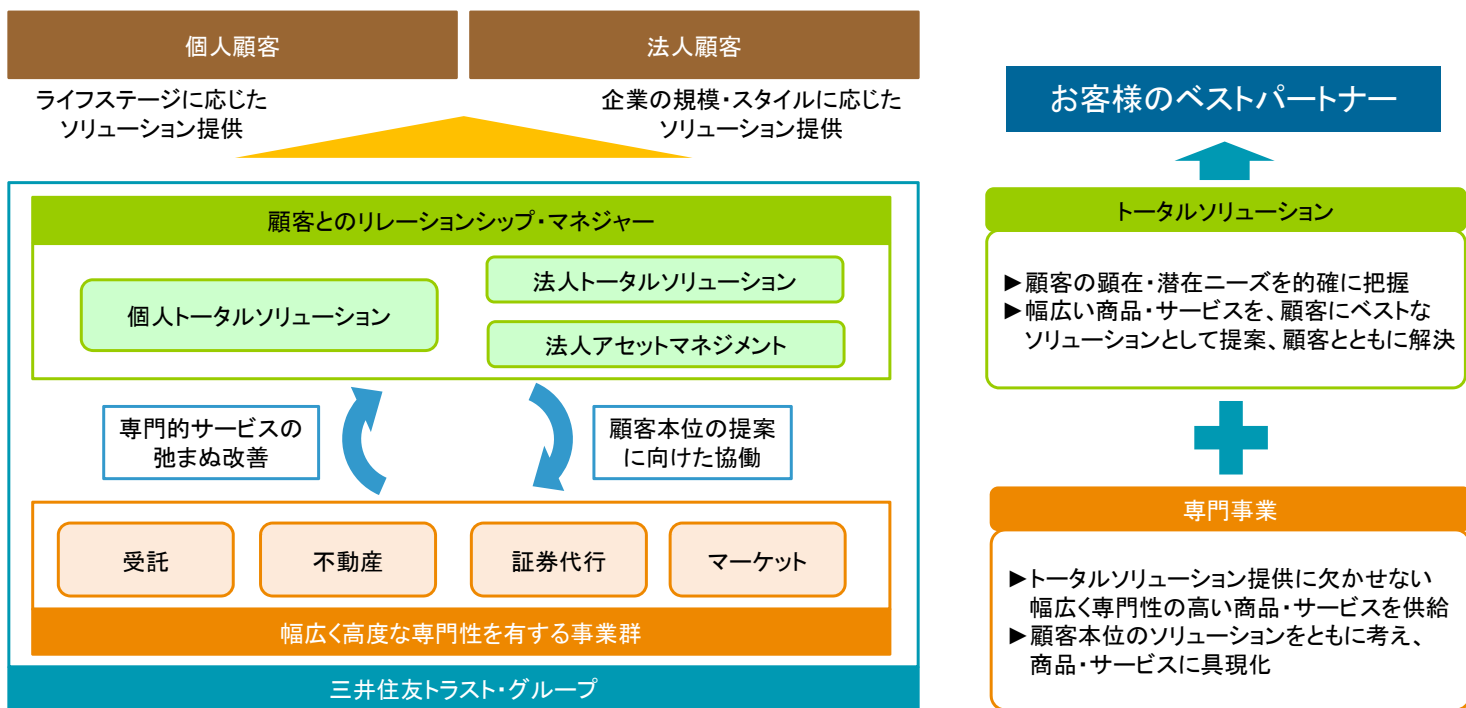 個人顧客
法人顧客
ライフステージに応じた
ソリューション提供
企業の規模・スタイルに応じた
ソリューション提供
顧客とのリレーションシップ・マネジャー
個人トータルソリューション
法人トータルソリューション
法人アセットマネジメント
専門的サービスの
弛まぬ改善
顧客本位の提案
に向けた協働
受託
不動産
証券代行
マーケット
幅広く高度な専門性を有する事業群
三井住友トラスト・グループ
お客様のベストパートナー
トータルソリューション
►顧客の顕在・潜在ニーズを的確に把握
►幅広い商品・サービスを、顧客にベストな
ソリューションとして提案、顧客とともに解決
専門事業
►トータルソリューション提供に欠かせない
幅広く専門性の高い商品・サービスを供給
►顧客本位のソリューションをともに考え、
商品・サービスに具現化